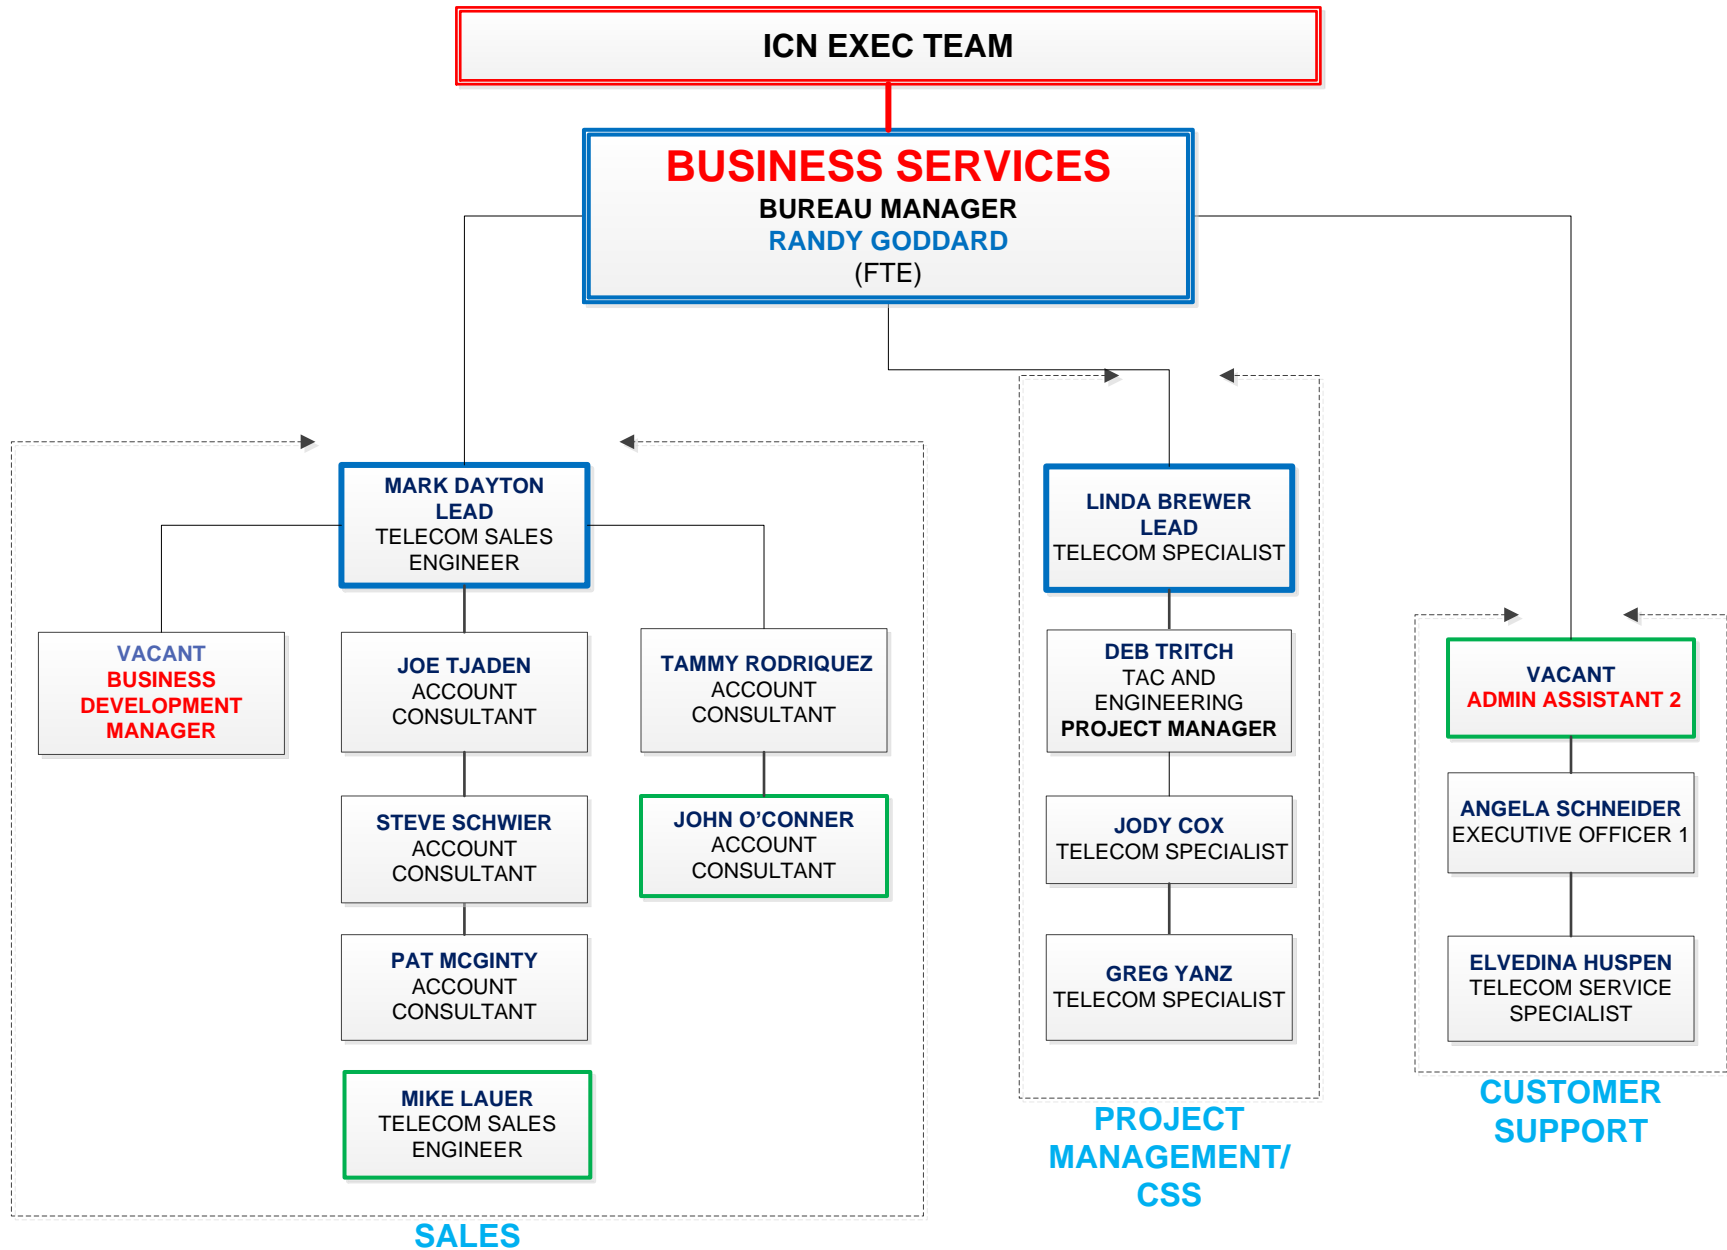 ICN EXEC TEAM
BUSINESS SERVICES
BUREAU MANAGER
RANDY GODDARD
(FTE)
MARK DAYTON
LEAD
TELECOM SALES
ENGINEER
VACANT
BUSINESS
DEVELOPMENT
MANAGER
JOE TJADEN
ACCOUNT
CONSULTANT
TAMMY RODRIQUEZ
ACCOUNT
CONSULTANT
STEVE SCHWIER
ACCOUNT
CONSULTANT
JOHN O’CONNER
ACCOUNT
CONSULTANT
PAT MCGINTY
ACCOUNT
CONSULTANT
MIKE LAUER
TELECOM SALES
ENGINEER
SALES
LINDA BREWER
LEAD
TELECOM SPECIALIST
DEB TRITCH
TAC AND
ENGINEERING
PROJECT MANAGER
JODY COX
TELECOM SPECIALIST
GREG YANZ
TELECOM SPECIALIST
PROJECT
MANAGEMENT/
CSS
VACANT
ADMIN ASSISTANT 2
ANGELA SCHNEIDER
EXECUTIVE OFFICER 1
ELVEDINA HUSPEN
TELECOM SERVICE
SPECIALIST
CUSTOMER
SUPPORT